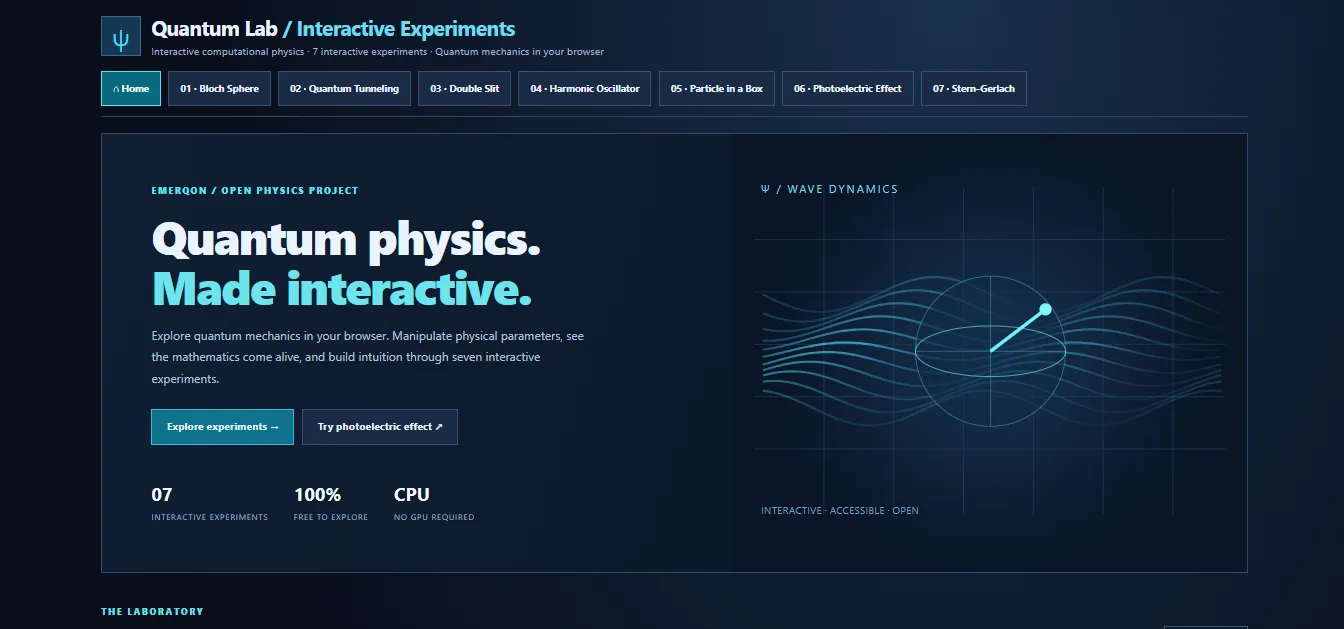 ψ
Quantum Lab / Interactive Experiments
Interactive computational physics · 7 interactive experiments · Quantum mechanics in your browser
∩ Home
01 · Bloch Sphere
02 · Quantum Tunneling
03 · Double Slit
04 · Harmonic Oscillator
05 · Particle in a Box
06 · Photoelectric Effect
07 · Stern–Gerlach
EMERQON / OPEN PHYSICS PROJECT
Quantum physics.
Made interactive.
Explore quantum mechanics in your browser. Manipulate physical parameters, see
the mathematics come alive, and build intuition through seven interactive
experiments.
Explore experiments →
Try photoelectric effect ↗
07
INTERACTIVE EXPERIMENTS
100%
FREE TO EXPLORE
CPU
NO GPU REQUIRED
Ψ / WAVE DYNAMICS
INTERACTIVE · ACCESSIBLE · OPEN
THE LABORATORY